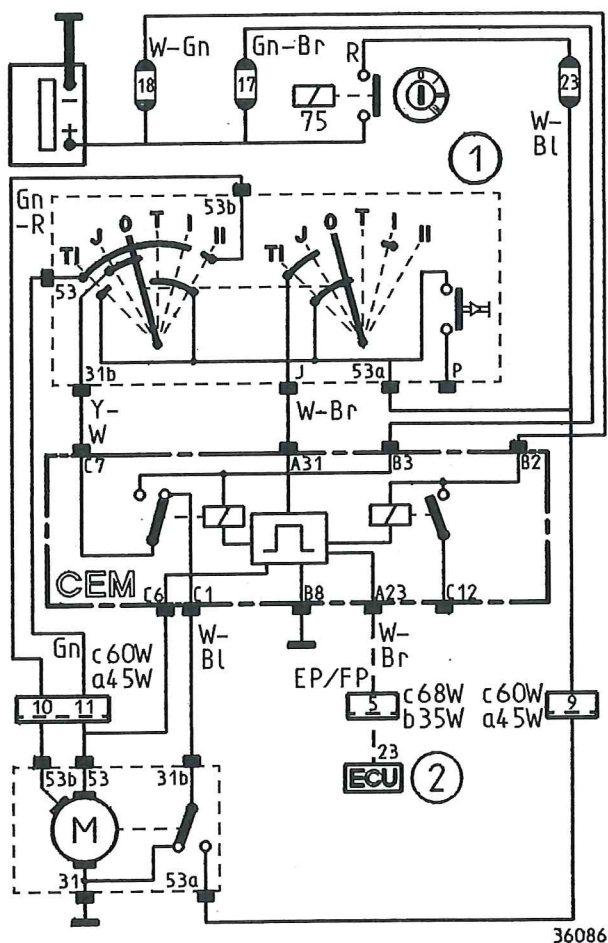 W-Gn
Gn-Br
R
18
17
75
0
23
W-
Bl
-
+
1
Gn
-R
53b
TI J 0 T I II
TI J 0 T I II
53
31b
J
53a
P
Y-
W
W-Br
C7
A31
B3
B2
CEM
C6
C1
B8
A23
C12
Gn
c60W
a45W
W-
Bl
W-
Br
EP/FP
10 11
5
c68W
b35W
c60W
a45W
9
53b
53
31b
23
ECU
2
M
31
53a
36086